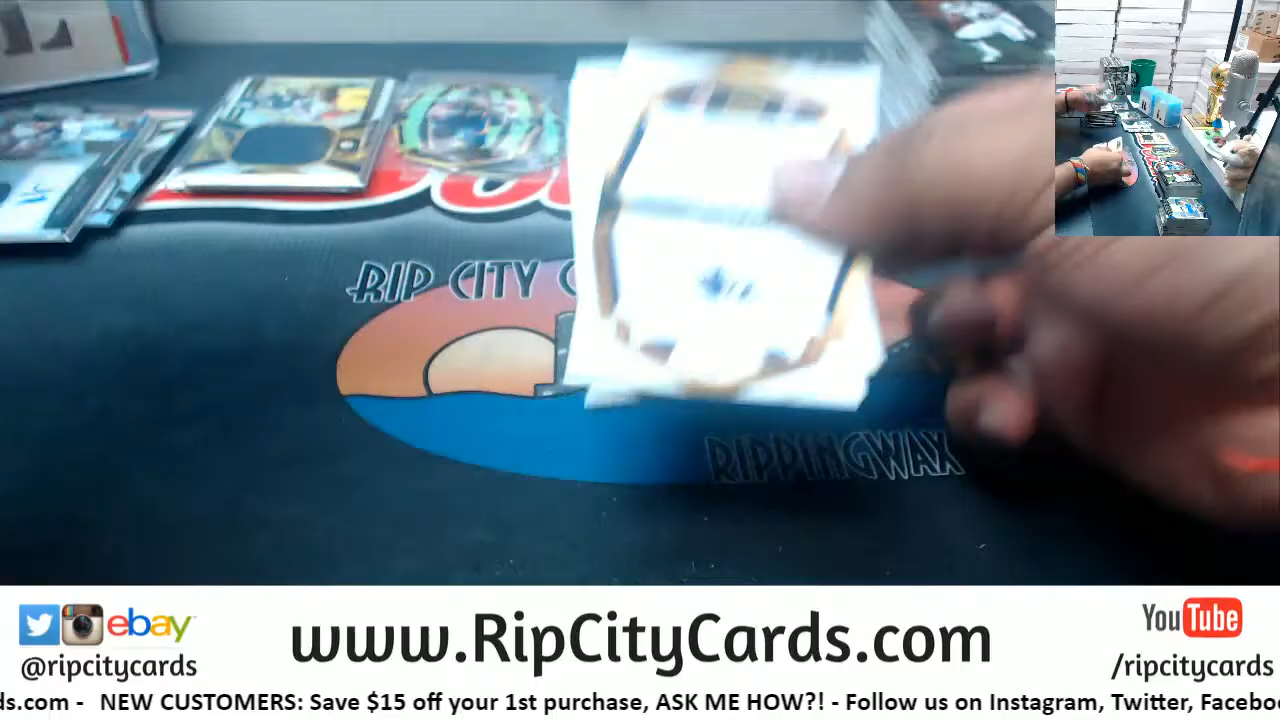 RIP CITY C
RIPPINGWAX
ebay
@ripcitycards
www.RipCityCards.com
YouTube
/ripcitycards
ds.com - NEW CUSTOMERS: Save $15 off your 1st purchase, ASK ME HOW?! - Follow us on Instagram, Twitter, Facebo